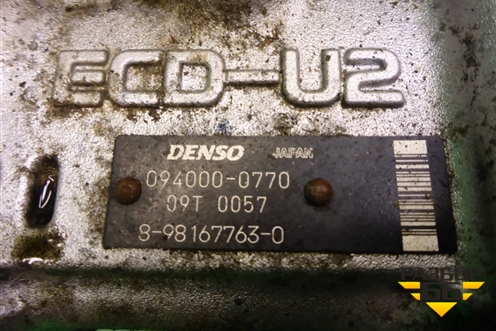 ECD-U2
DENSO JAPAN
094000-0770
09T 0057
8-98167763-0